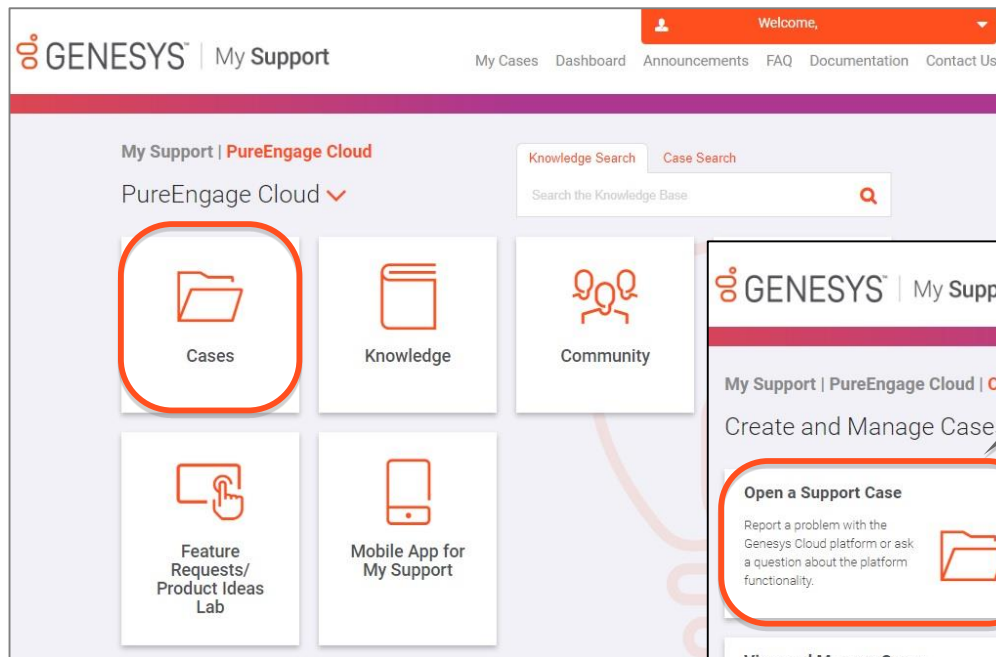 Welcome,
GENESYS™ | My Support
My Cases Dashboard Announcements FAQ Documentation Contact Us
My Support | PureEngage Cloud
PureEngage Cloud
Knowledge Search Case Search
Search the Knowledge Base
Cases
Knowledge
Community
Feature
Requests/
Product Ideas
Lab
Mobile App for
My Support
GENESYS™ | My Supp
My Support | PureEngage Cloud | C
Create and Manage Case
Open a Support Case
Report a problem with the
Genesys Cloud platform or ask
a question about the platform
functionality.